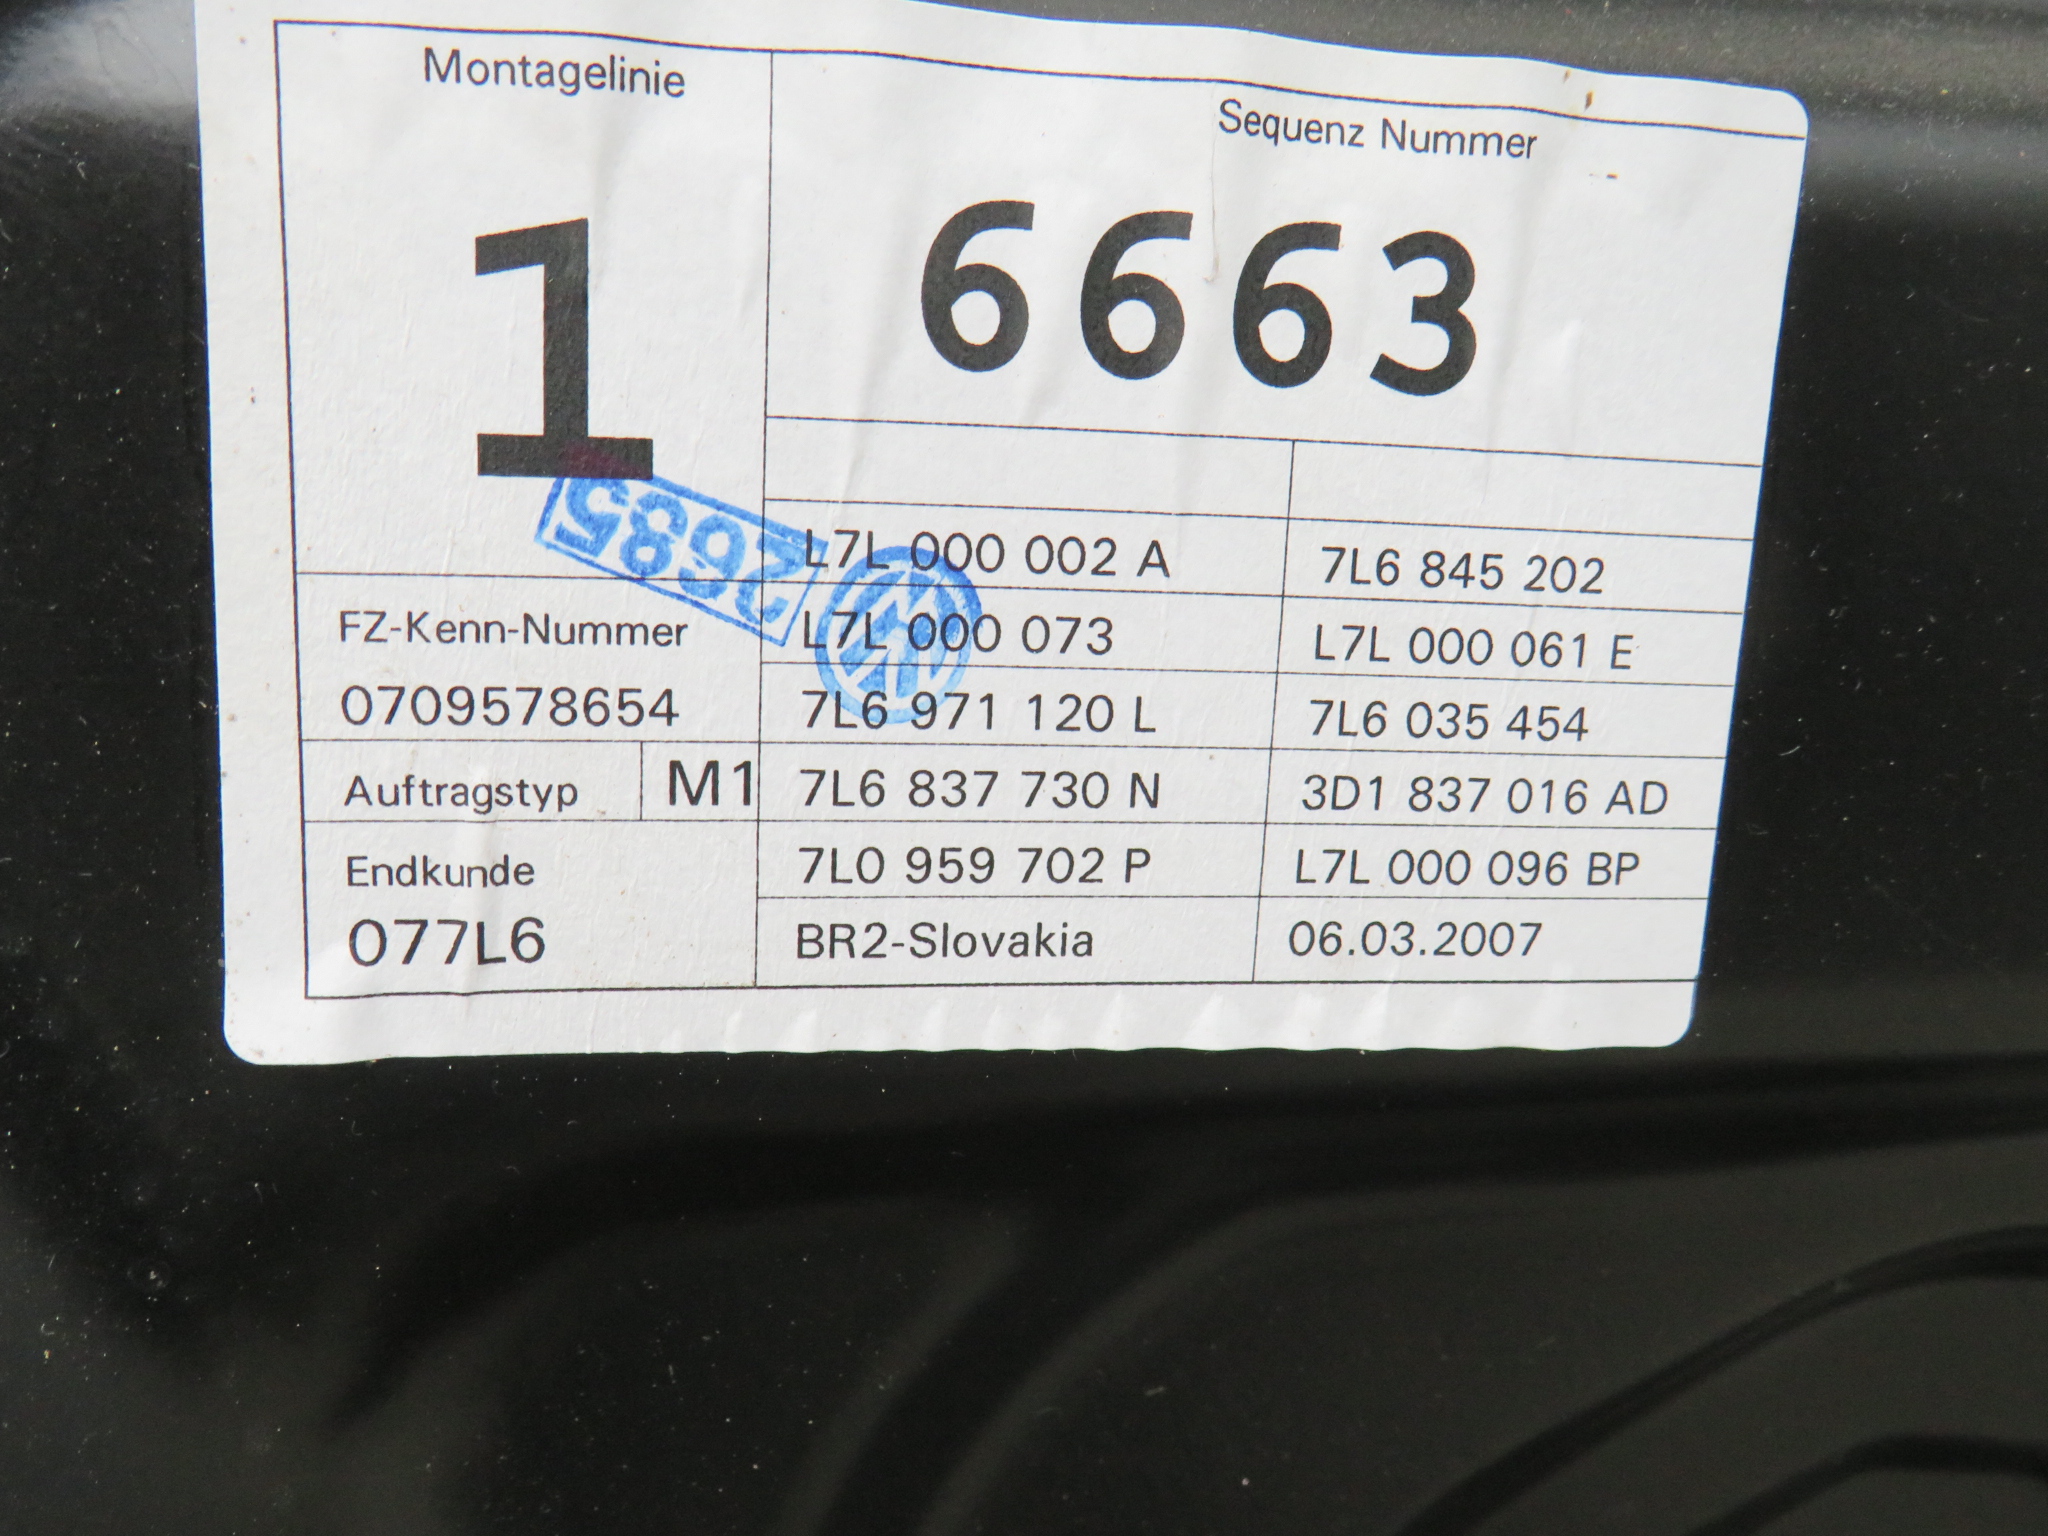 Montagelinie
1
Sequenz Nummer
6663
2685
L7L 000 002 A
7L6 845 202
FZ-Kenn-Nummer
L7L 000 073
L7L 000 061 E
0709578654
7L6 971 120 L
7L6 035 454
Auftragstyp
M1
7L6 837 730 N
3D1 837 016 AD
Endkunde
7L0 959 702 P
L7L 000 096 BP
077L6
BR2-Slovakia
06.03.2007